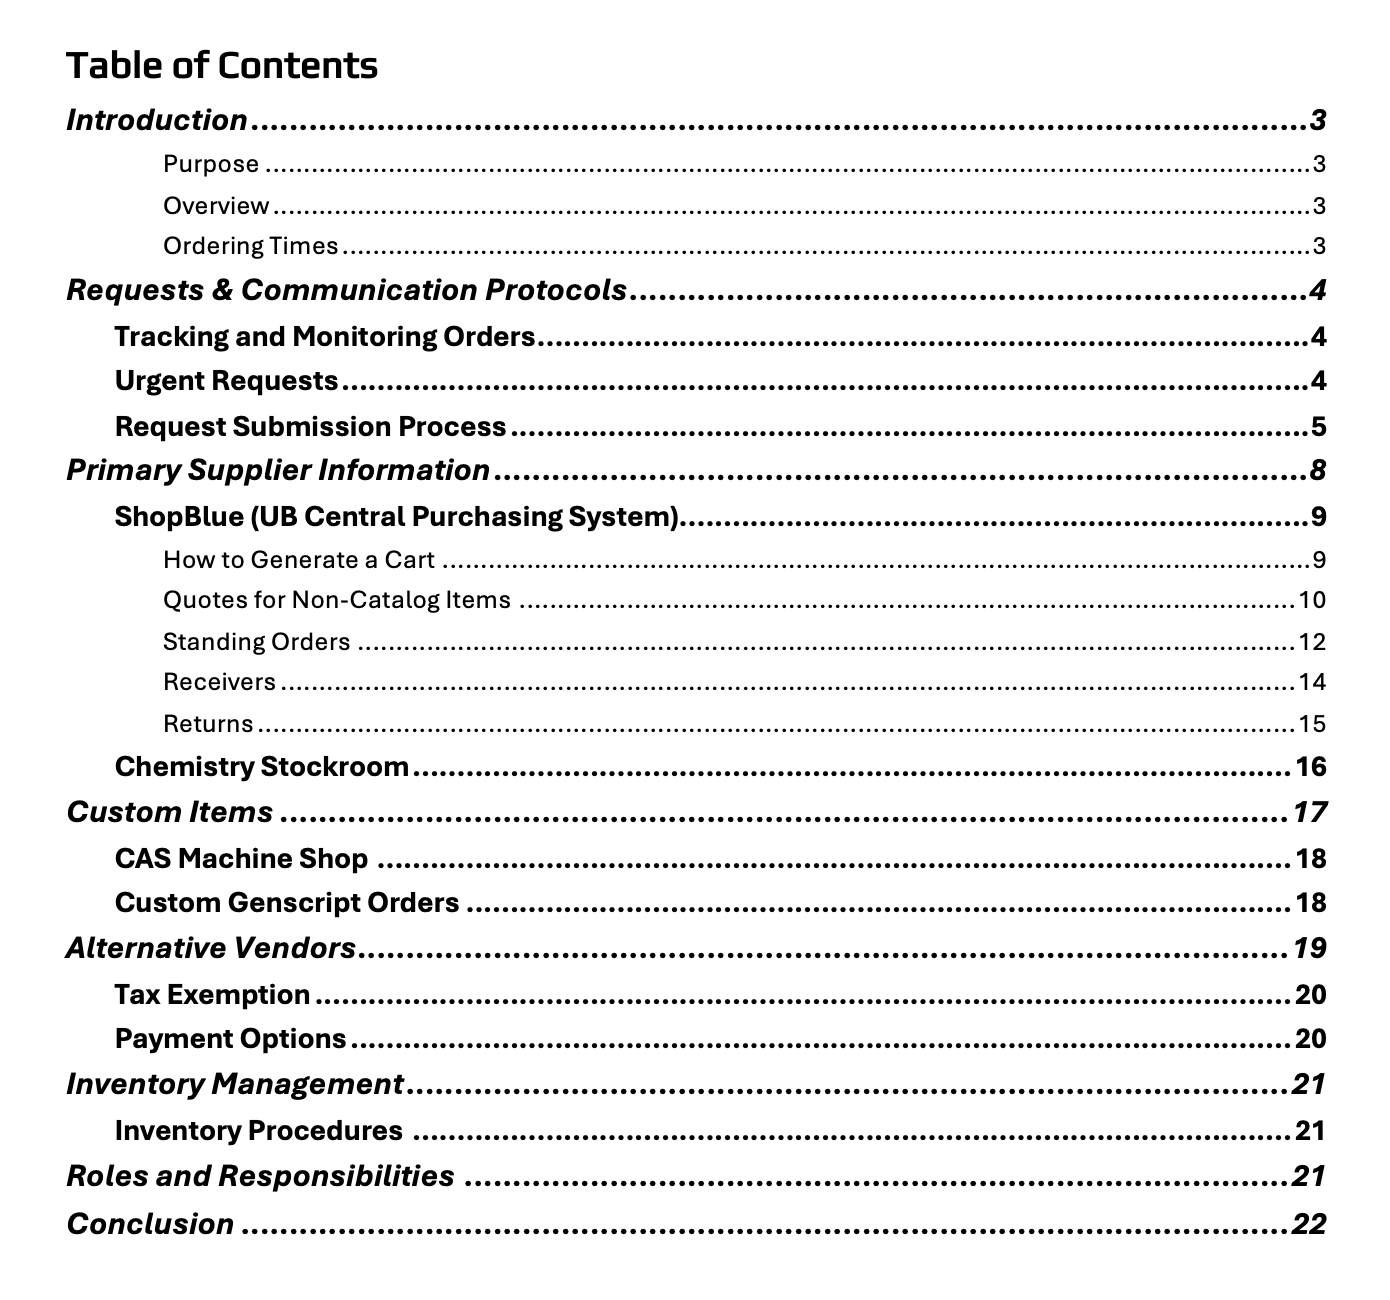 Table of Contents
Introduction...........................................................................................................3
Purpose ...........................................................................................................3
Overview...........................................................................................................3
Ordering Times...........................................................................................................3
Requests & Communication Protocols...........................................................................................................4
Tracking and Monitoring Orders...........................................................................................................4
Urgent Requests...........................................................................................................4
Request Submission Process...........................................................................................................5
Primary Supplier Information...........................................................................................................8
ShopBlue (UB Central Purchasing System)...........................................................................................................9
How to Generate a Cart ...........................................................................................................9
Quotes for Non-Catalog Items ...........................................................................................................10
Standing Orders ...........................................................................................................12
Receivers...........................................................................................................14
Returns...........................................................................................................15
Chemistry Stockroom...........................................................................................................16
Custom Items ...........................................................................................................17
CAS Machine Shop ...........................................................................................................18
Custom Genscript Orders ...........................................................................................................18
Alternative Vendors...........................................................................................................19
Tax Exemption...........................................................................................................20
Payment Options...........................................................................................................20
Inventory Management...........................................................................................................21
Inventory Procedures ...........................................................................................................21
Roles and Responsibilities ...........................................................................................................21
Conclusion ...........................................................................................................22